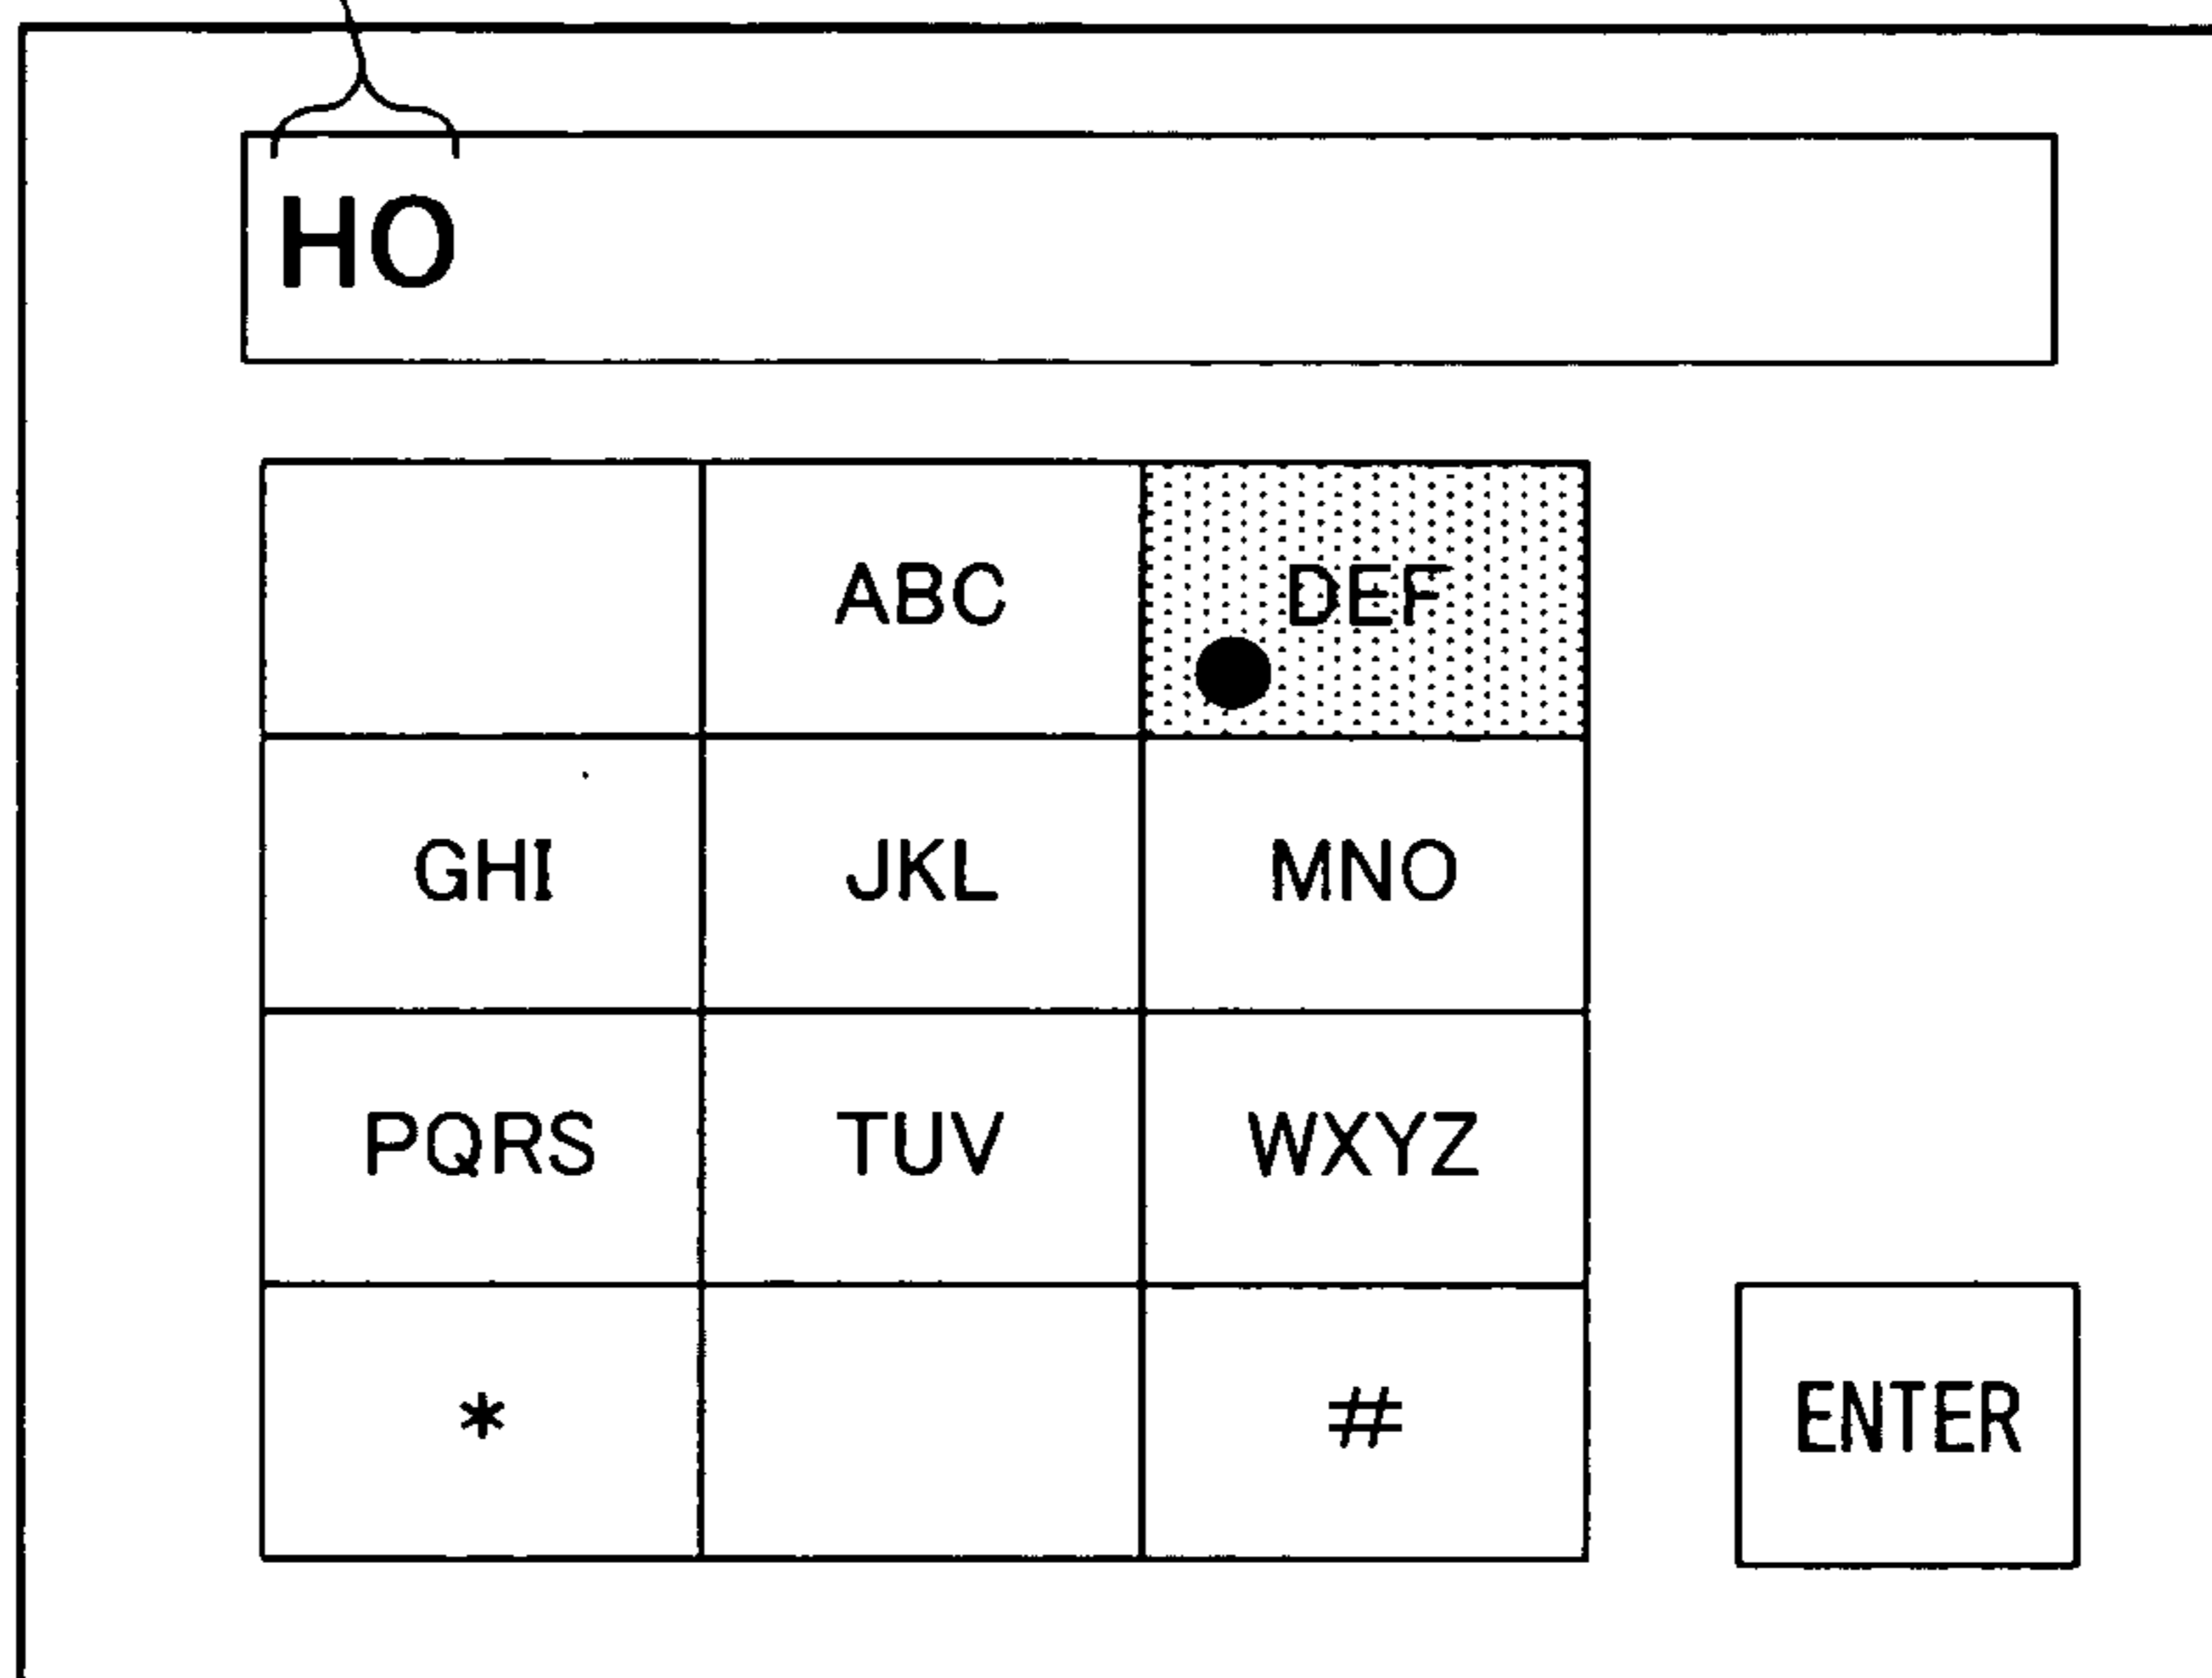 HO
ABC DEF
GHI JKL MNO
PQRS TUV WXYZ
* # ENTER